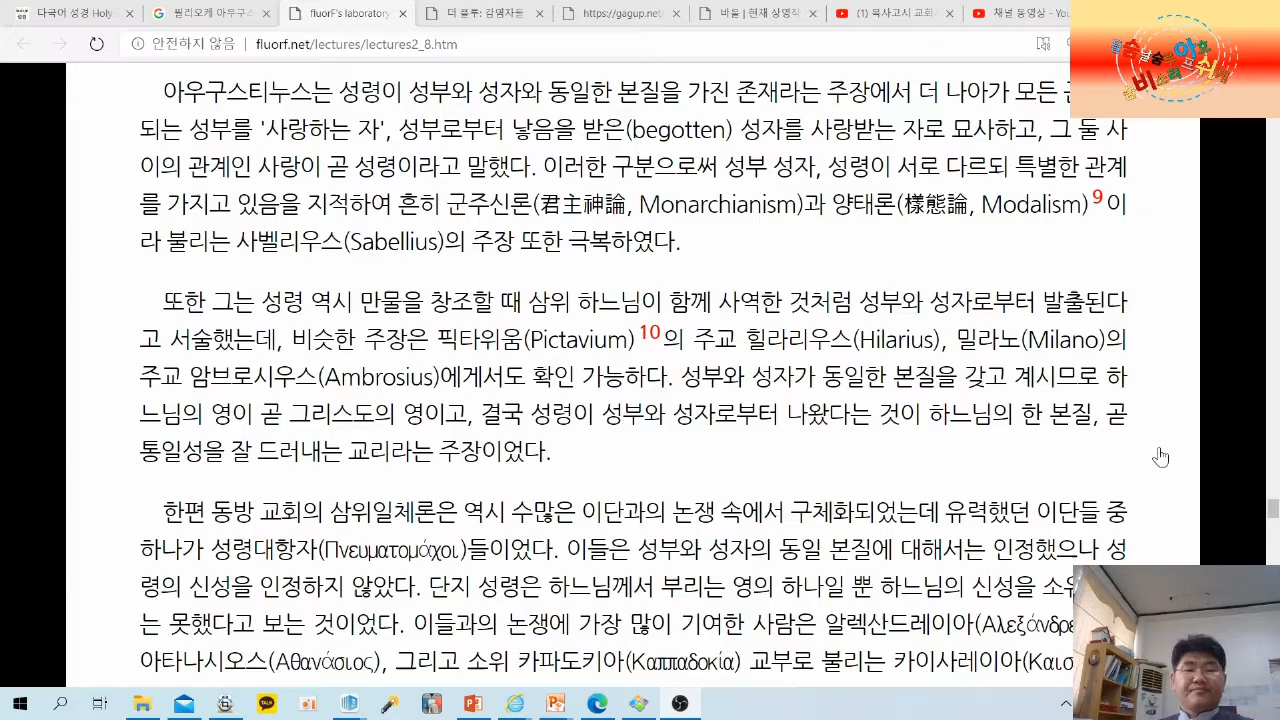 다국어 성경 Holy
필리오케 아우구스
fluorF's laboratory
더 플랫: 감염자들
https://gagup.net
바울 | 현재 상영작
(1) 목사고시 교회
채널 동영상 - You
안전하지 않음 fluorf.net/lectures/lectures2_8.htm
아우구스티누스는 성령이 성부와 성자와 동일한 본질을 가진 존재라는 주장에서 더 나아가 모든
되는 성부를 '사랑하는 자', 성부로부터 낳음을 받은(begotten) 성자를 사랑받는 자로 묘사하고, 그 둘 사
이의 관계인 사랑이 곧 성령이라고 말했다. 이러한 구분으로써 성부 성자, 성령이 서로 다르되 특별한 관계
를 가지고 있음을 지적하여 흔히 군주신론(君主神論, Monarchianism)과 양태론(樣態論, Modalism) 9 이
라 불리는 사벨리우스(Sabellius)의 주장 또한 극복하였다.
또한 그는 성령 역시 만물을 창조할 때 삼위 하느님이 함께 사역한 것처럼 성부와 성자로부터 발출된다
고 서술했는데, 비슷한 주장은 픽타위움(Pictavium) 10 의 주교 힐라리우스(Hilarius), 밀라노(Milano)의
주교 암브로시우스(Ambrosius)에게서도 확인 가능하다. 성부와 성자가 동일한 본질을 갖고 계시므로 하
느님의 영이 곧 그리스도의 영이고, 결국 성령이 성부와 성자로부터 나왔다는 것이 하느님의 한 본질, 곧
통일성을 잘 드러내는 교리라는 주장이었다.
한편 동방 교회의 삼위일체론은 역시 수많은 이단과의 논쟁 속에서 구체화되었는데 유력했던 이단들 중
하나가 성령대항자(Πνευματομάχοι)들이었다. 이들은 성부와 성자의 동일 본질에 대해서는 인정했으나 성
령의 신성을 인정하지 않았다. 단지 성령은 하느님께서 부리는 영의 하나일 뿐 하느님의 신성을 소유
는 못했다고 보는 것이었다. 이들과의 논쟁에 가장 많이 기여한 사람은 알렉산드레이아(Αλεξάνδρε
아타나시오스(Αθανάσιος), 그리고 소위 카파도키아(Καππαδοκία) 교부로 불리는 카이사레이아(Και
TALK